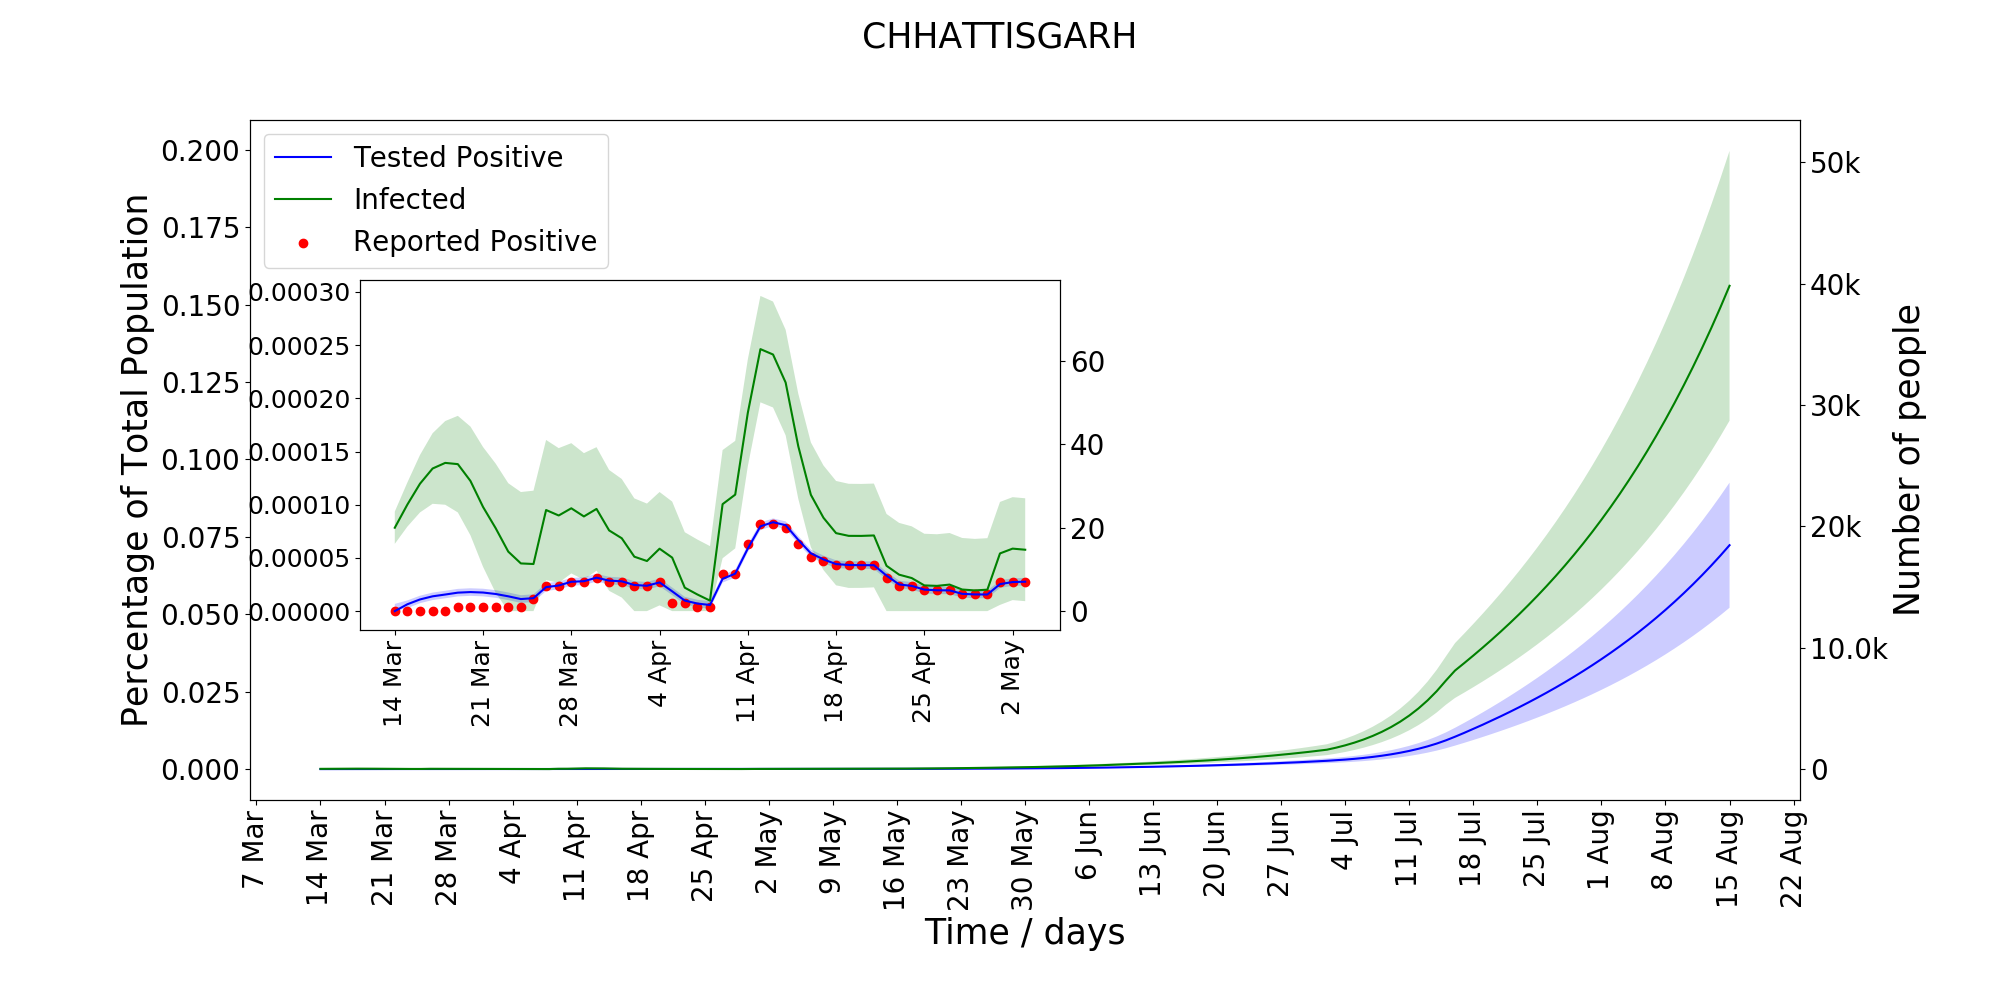 CHHATTISGARH
Tested Positive
Infected
Reported Positive
Percentage of Total Population
0.200
0.175
0.150
0.125
0.100
0.075
0.050
0.025
0.000
0.00030
0.00025
0.00020
0.00015
0.00010
0.00005
0.00000
60
40
20
0
14 Mar
21 Mar
28 Mar
4 Apr
11 Apr
18 Apr
25 Apr
2 May
50k
40k
30k
20k
10.0k
0
Number of people
7 Mar
14 Mar
21 Mar
28 Mar
4 Apr
11 Apr
18 Apr
25 Apr
2 May
9 May
16 May
23 May
30 May
6 Jun
13 Jun
20 Jun
27 Jun
4 Jul
11 Jul
18 Jul
25 Jul
1 Aug
8 Aug
15 Aug
22 Aug
Time / days